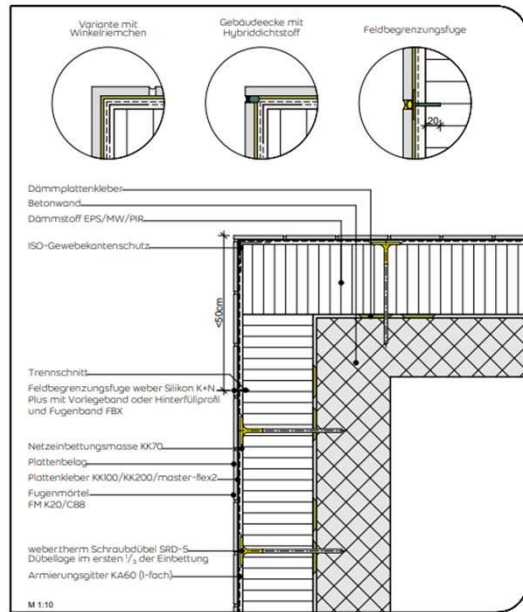 Variante mit
Winkelriemchen
Gebäudeecke mit
Hybriddichtstoff
Feldbegrenzungsfuge
20
Dämmplattenkleber
Betonwand
Dämmstoff EPS/MW/PIR
ISO-Gewebekantenschutz
<50cm
Trennschnitt
Feldbegrenzungsfuge weber Silikon K+N
Plus mit Vorlegeband oder Hinterfüllprofil
und Fugenband FBX
Netzeinbettungsmasse KK70
Plattenbelag
Plattenkleber KK100/KK200/master-flex2
Fugenmörtel
FM K20/C88
weber.therm Schraubdübel SRD-5
Dübellage im ersten 1/3 der Einbettung
Armierungsgitter KA60 (1-fach)
M 1:10